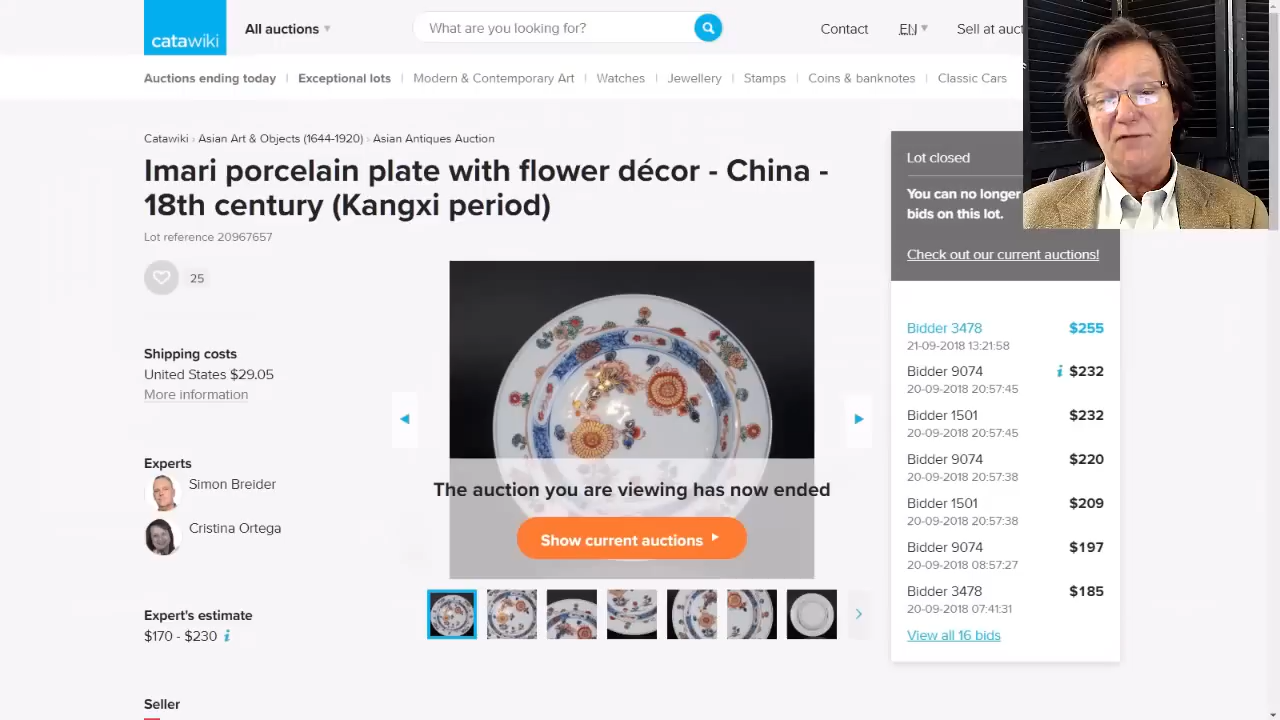 catawiki
All auctions
What are you looking for?
Contact
EN
Sell at auct
Auctions ending today
Exceptional lots
Modern & Contemporary Art
Watches
Jewellery
Stamps
Coins & banknotes
Classic Cars
Catawiki › Asian Art & Objects (1644-1920) › Asian Antiques Auction
Imari porcelain plate with flower décor - China -
18th century (Kangxi period)
Lot reference 20967657
25
Shipping costs
United States $29.05
More information
Experts
Simon Breider
Cristina Ortega
Expert's estimate
$170 - $230 i
Seller
The auction you are viewing has now ended
Show current auctions
Lot closed
You can no longer
bids on this lot.
Check out our current auctions!
Bidder 3478 $255
21-09-2018 13:21:58
Bidder 9074 i $232
20-09-2018 20:57:45
Bidder 1501 $232
20-09-2018 20:57:45
Bidder 9074 $220
20-09-2018 20:57:38
Bidder 1501 $209
20-09-2018 20:57:38
Bidder 9074 $197
20-09-2018 08:57:27
Bidder 3478 $185
20-09-2018 07:41:31
View all 16 bids